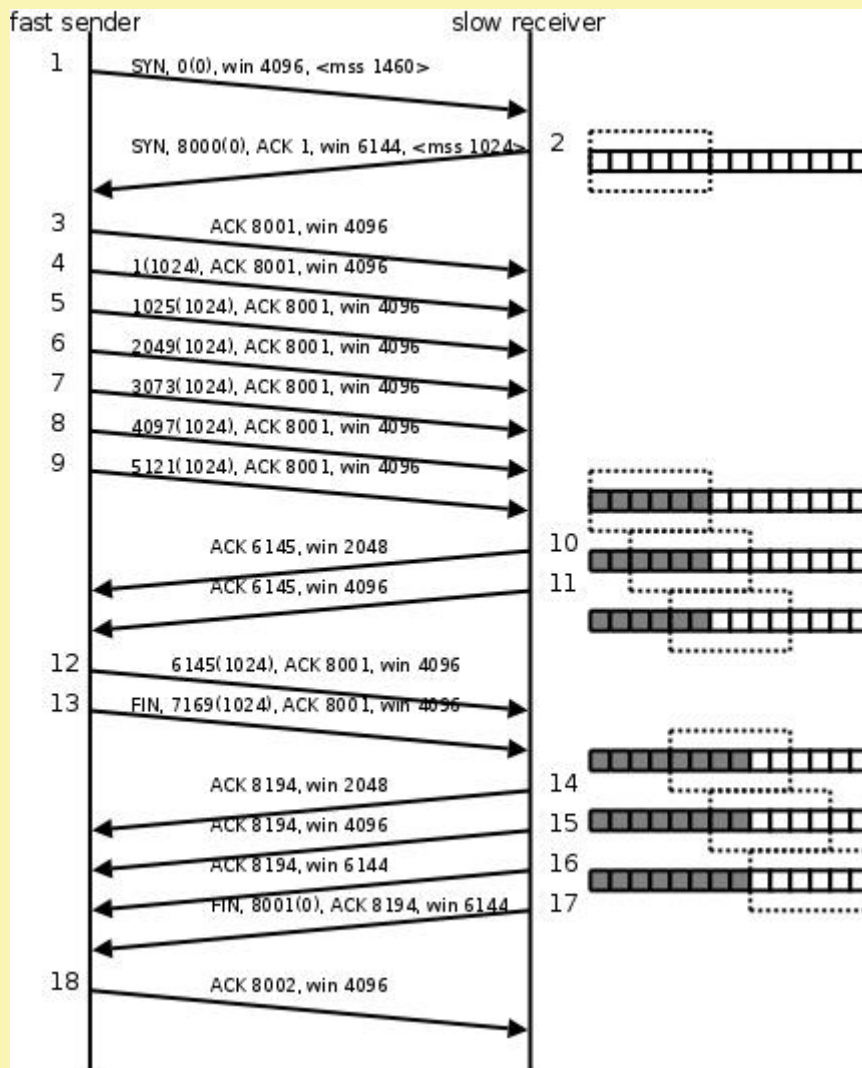 fast sender slow receiver
1 SYN, 0(0), win 4096, <mss 1460>
SYN, 8000(0), ACK 1, win 6144, <mss 1024> 2
3 ACK 8001, win 4096
4 1(1024), ACK 8001, win 4096
5 1025(1024), ACK 8001, win 4096
6 2049(1024), ACK 8001, win 4096
7 3073(1024), ACK 8001, win 4096
8 4097(1024), ACK 8001, win 4096
9 5121(1024), ACK 8001, win 4096
ACK 6145, win 2048 10
ACK 6145, win 4096 11
12 6145(1024), ACK 8001, win 4096
13 FIN, 7169(1024), ACK 8001, win 4096
ACK 8194, win 2048 14
ACK 8194, win 4096 15
ACK 8194, win 6144 16
FIN, 8001(0), ACK 8194, win 6144 17
18 ACK 8002, win 4096